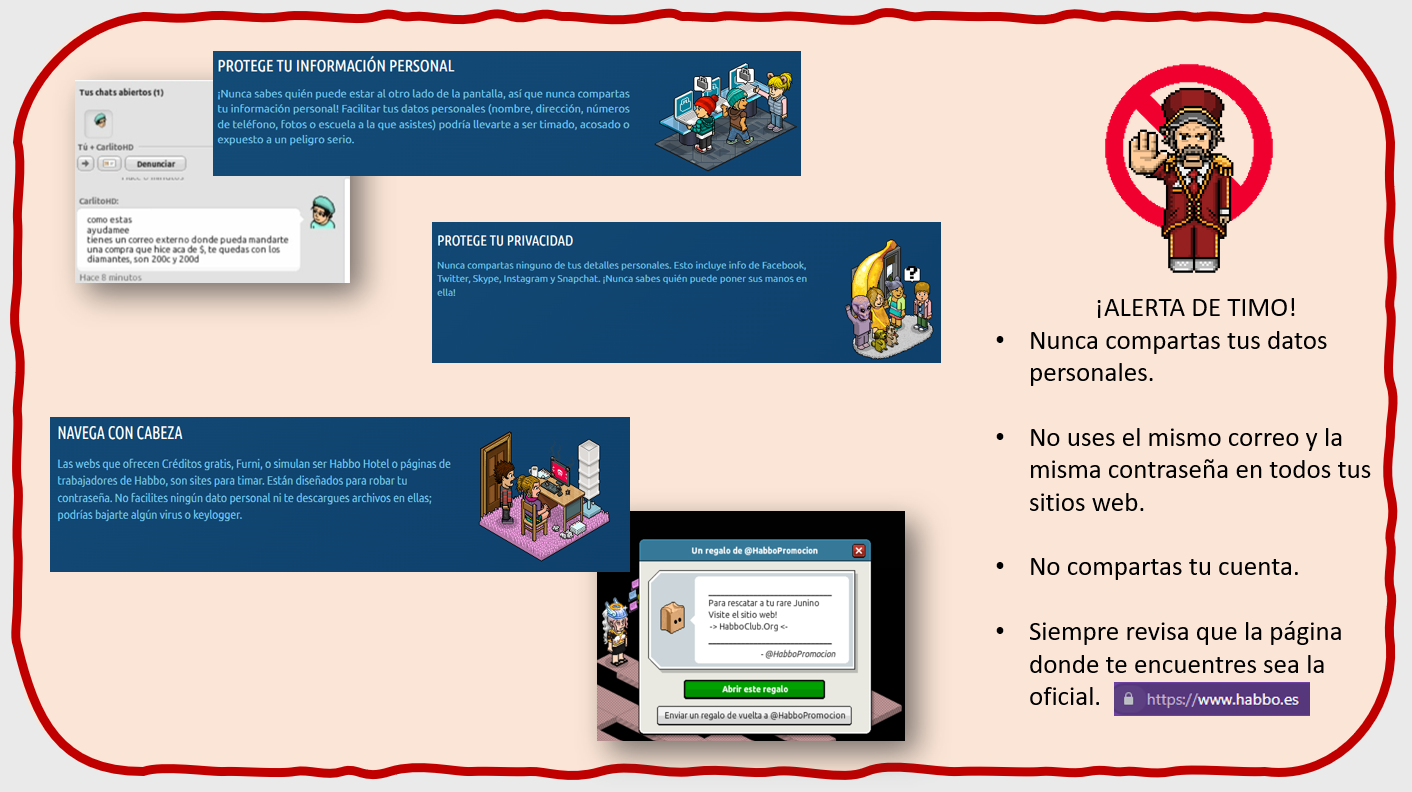 Tus chats abiertos (1)
Tú + CarlitoHD
Denunciar
CarlitoHD:
como estas
ayudamee
tienes un correo externo donde pueda mandarte
una compra que hice aca de $, te quedas con los
diamantes, son 200c y 200d
Hace 8 minutos
PROTEGE TU INFORMACIÓN PERSONAL
¡Nunca sabes quién puede estar al otro lado de la pantalla, así que nunca compartas
tu información personal! Facilitar tus datos personales (nombre, dirección, números
de teléfono, fotos o escuela a la que asistes) podría llevarte a ser timado, acosado o
expuesto a un peligro serio.
PROTEGE TU PRIVACIDAD
Nunca compartas ninguno de tus detalles personales. Esto incluye info de Facebook,
Twitter, Skype, Instagram y Snapchat. ¡Nunca sabes quién puede poner sus manos en
ella!
?
NAVEGA CON CABEZA
Las webs que ofrecen Créditos gratis, Furni, o simulan ser Habbo Hotel o páginas de
trabajadores de Habbo, son sites para timar. Están diseñados para robar tu
contraseña. No facilites ningún dato personal ni te descargues archivos en ellas;
podrías bajarte algún virus o keylogger.
Un regalo de @HabboPromocion
Para rescatar a tu rare Junino
Visite el sitio web!
-> HabboClub.Org <-
- @HabboPromocion
Abrir este regalo
Enviar un regalo de vuelta a @HabboPromocion
¡ALERTA DE TIMO!
• Nunca compartas tus datos
personales.
• No uses el mismo correo y la
misma contraseña en todos tus
sitios web.
• No compartas tu cuenta.
• Siempre revisa que la página
donde te encuentres sea la
oficial. https://www.habbo.es